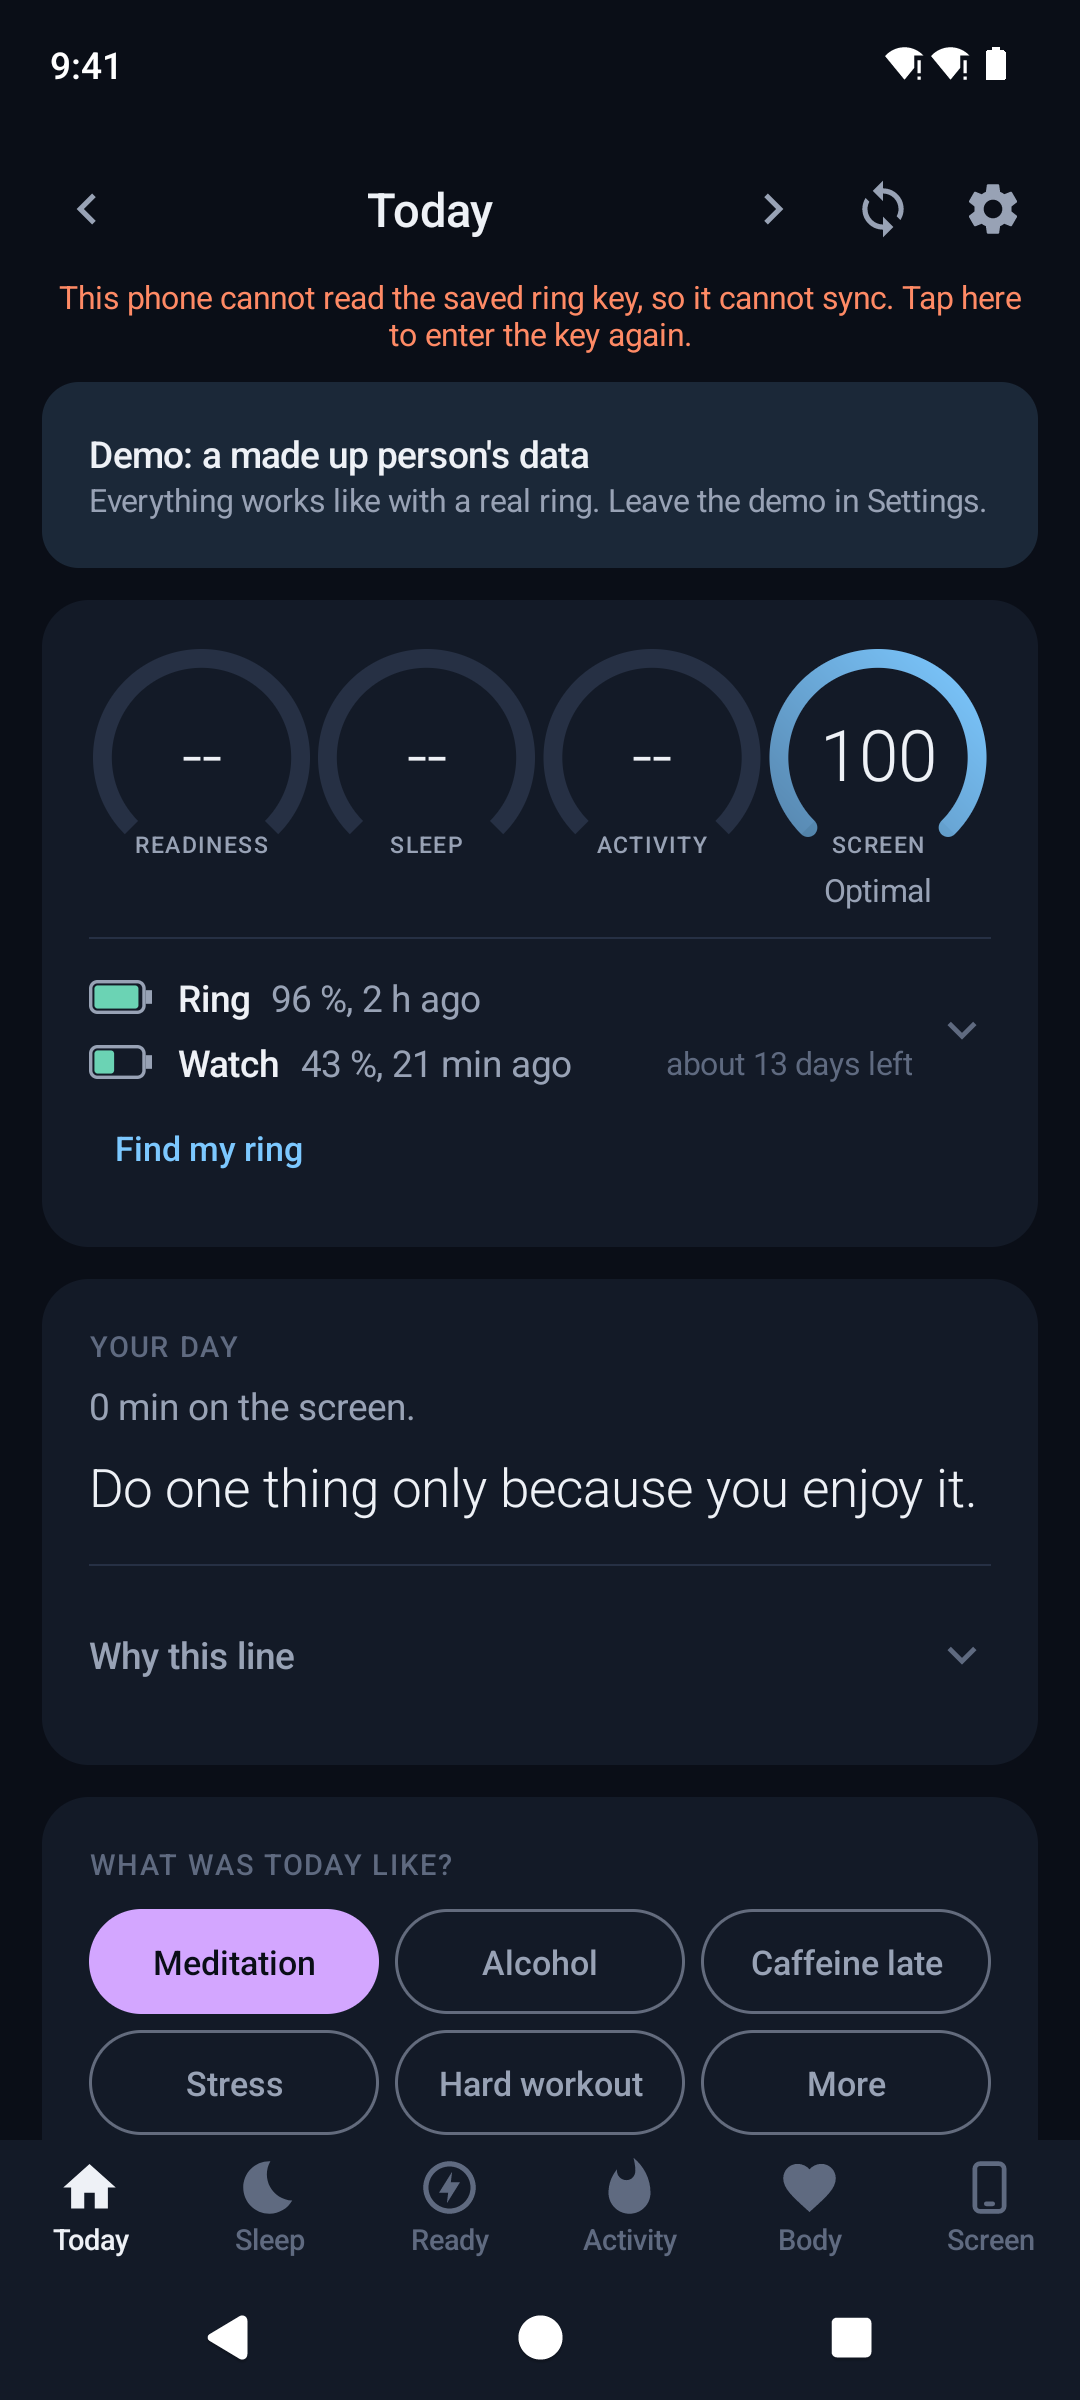 9:41
Today
This phone cannot read the saved ring key, so it cannot sync. Tap here
to enter the key again.
Demo: a made up person's data
Everything works like with a real ring. Leave the demo in Settings.
-- -- -- 100
READINESS SLEEP ACTIVITY SCREEN
Optimal
Ring 96 %, 2 h ago
Watch 43 %, 21 min ago about 13 days left
Find my ring
YOUR DAY
0 min on the screen.
Do one thing only because you enjoy it.
Why this line
WHAT WAS TODAY LIKE?
Meditation Alcohol Caffeine late
Stress Hard workout More
Today Sleep Ready Activity Body Screen